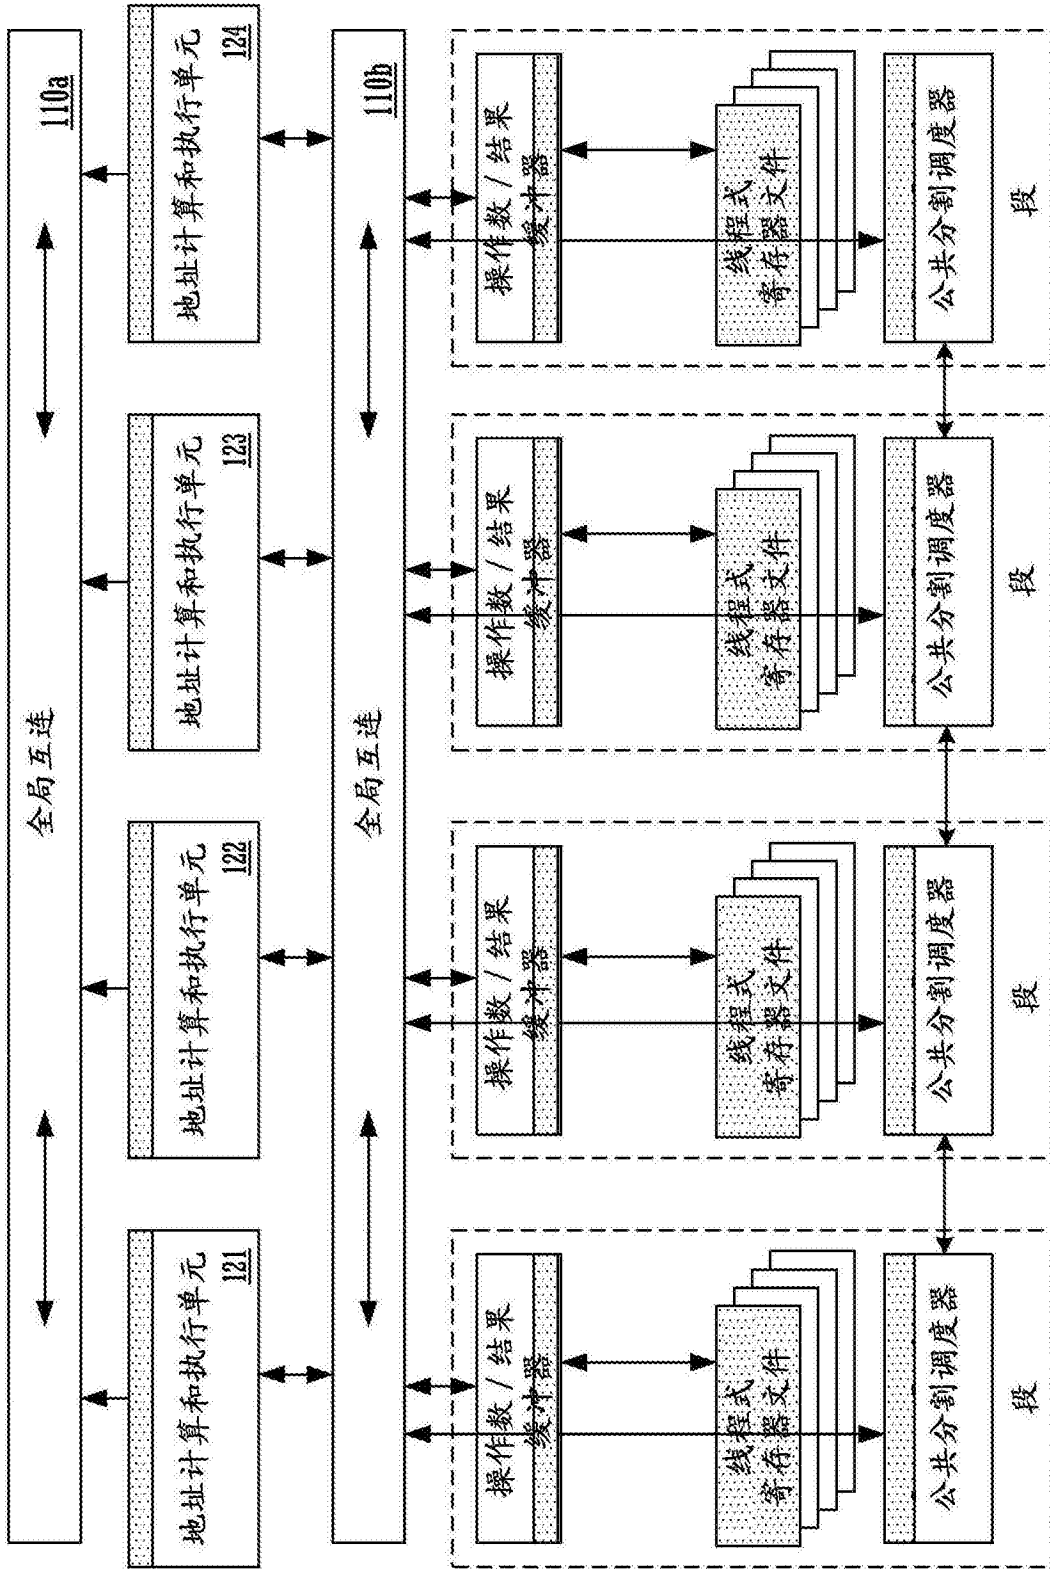 全局互连
110a
地址计算和执行单元
121
地址计算和执行单元
122
地址计算和执行单元
123
地址计算和执行单元
124
全局互连
110b
操作数/结果
缓冲器
操作数/结果
缓冲器
操作数/结果
缓冲器
操作数/结果
缓冲器
线程式
寄存器文件
线程式
寄存器文件
线程式
寄存器文件
线程式
寄存器文件
公共分割调度器
公共分割调度器
公共分割调度器
公共分割调度器
段
段
段
段